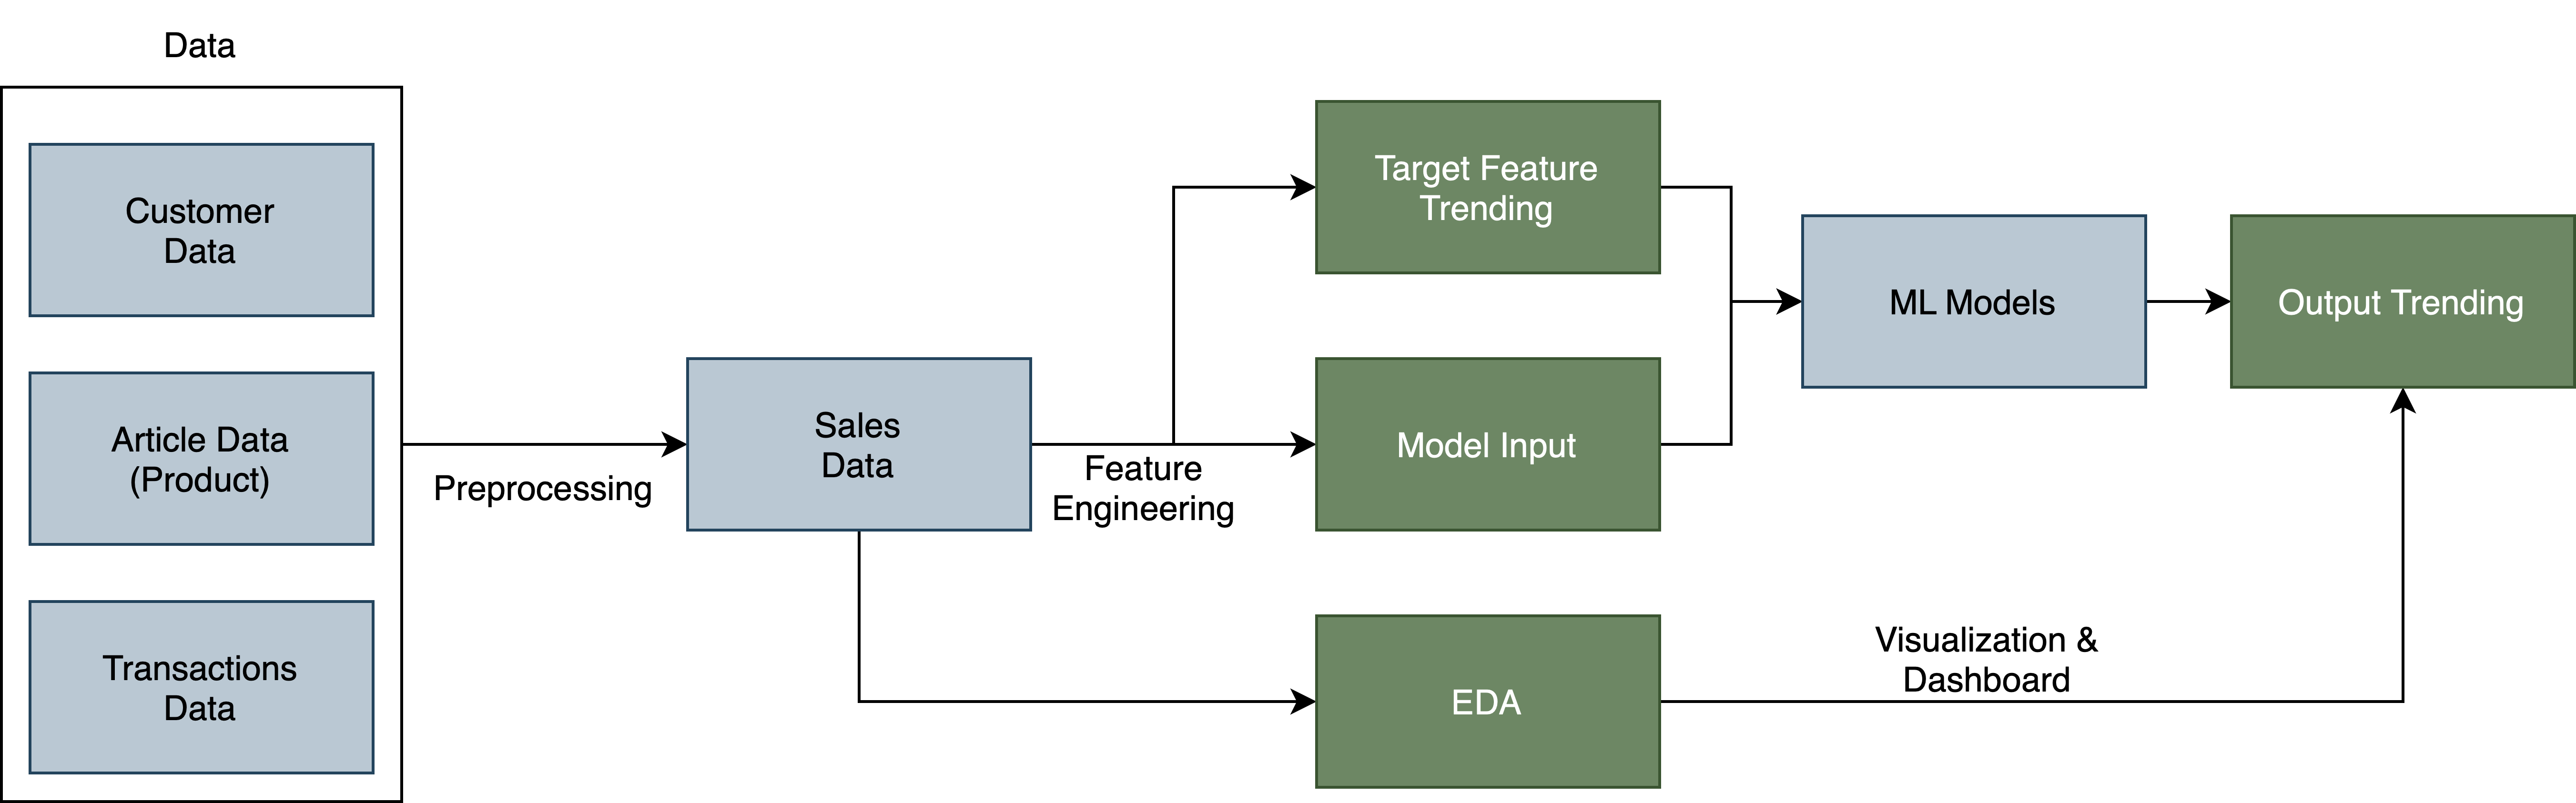 Data
Customer
Data
Article Data
(Product)
Transactions
Data
Preprocessing
Sales
Data
Feature
Engineering
Target Feature
Trending
Model Input
EDA
ML Models
Output Trending
Visualization &
Dashboard